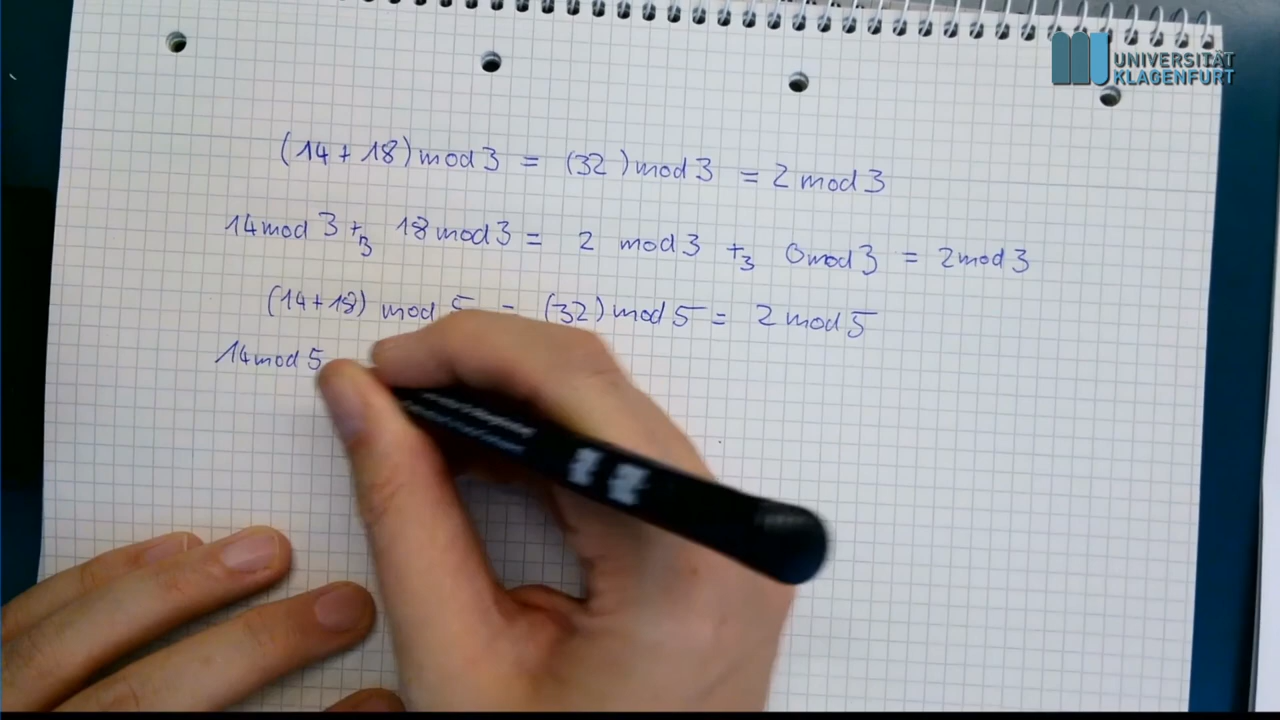 UNIVERSITÄT
KLAGENFURT
(14 + 18) mod 3 = (32) mod 3 = 2 mod 3
14 mod 3 +₃ 18 mod 3 = 2 mod 3 +₃ 0 mod 3 = 2 mod 3
(14+18) mod 5 = (32) mod 5 = 2 mod 5
14 mod 5